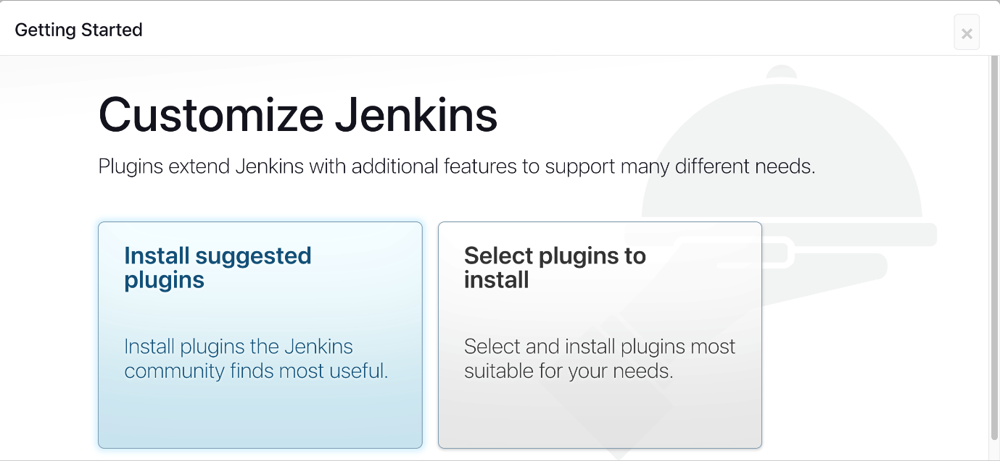 Getting Started
×
Customize Jenkins
Plugins extend Jenkins with additional features to support many different needs.
Install suggested
plugins
Install plugins the Jenkins
community finds most useful.
Select plugins to
install
Select and install plugins most
suitable for your needs.